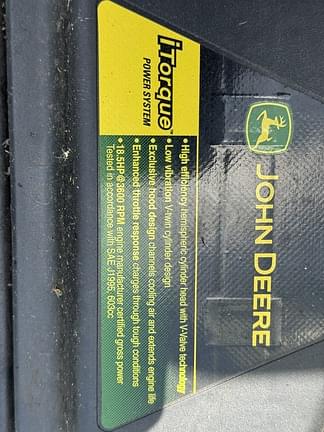 JOHN DEERE
iTorque™
POWER SYSTEM
• High efficiency hemispheric cylinder head with V-Valve technology
• Low vibration V-twin cylinder design
• Exclusive hood design channels cooling air and extends engine life
• Enhanced throttle response charges through tough conditions
• 18.5HP@3600 RPM engine manufacturer certified gross power
Tested in accordance with SAE J1995, 603cc